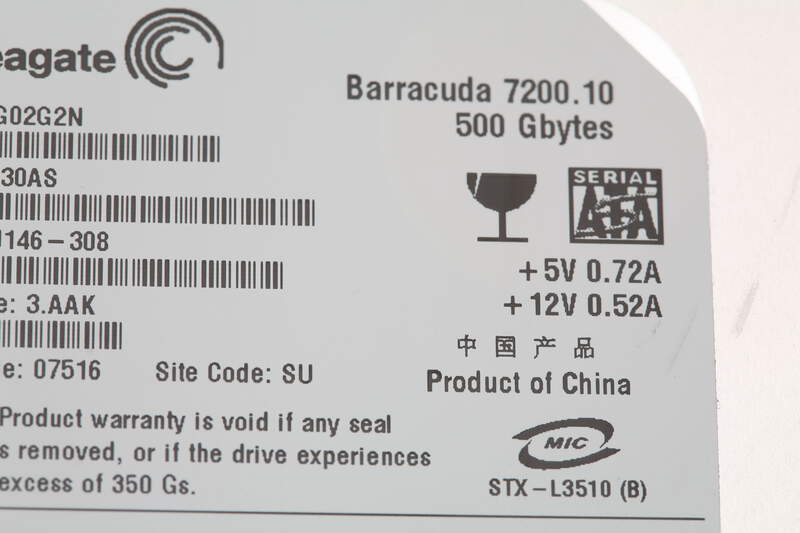 eagate
Barracuda 7200.10
500 Gbytes
G02G2N
30AS
SERIAL
ATA
146-308
+5V 0.72A
+12V 0.52A
e: 3.AAK
中国产品
e: 07516 Site Code: SU
Product of China
Product warranty is void if any seal
s removed, or if the drive experiences
excess of 350 Gs.
MIC
STX-L3510 (B)